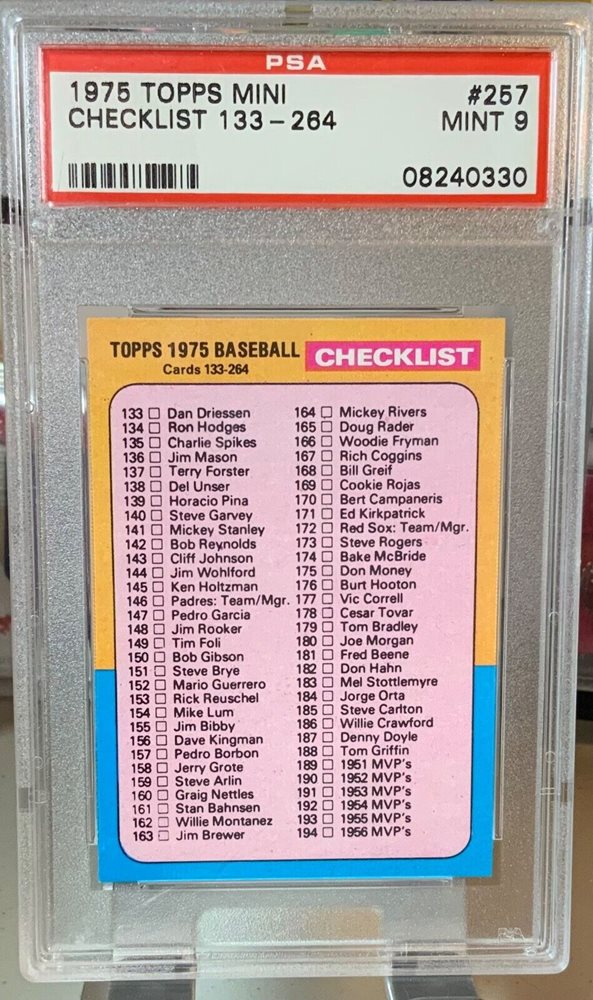 PSA
1975 TOPPS MINI #257
CHECKLIST 133-264 MINT 9
08240330
TOPPS 1975 BASEBALL CHECKLIST
Cards 133-264
133 Dan Driessen
134 Ron Hodges
135 Charlie Spikes
136 Jim Mason
137 Terry Forster
138 Del Unser
139 Horacio Pina
140 Steve Garvey
141 Mickey Stanley
142 Bob Reynolds
143 Cliff Johnson
144 Jim Wohlford
145 Ken Holtzman
146 Padres: Team/Mgr.
147 Pedro Garcia
148 Jim Rooker
149 Tim Foli
150 Bob Gibson
151 Steve Brye
152 Mario Guerrero
153 Rick Reuschel
154 Mike Lum
155 Jim Bibby
156 Dave Kingman
157 Pedro Borbon
158 Jerry Grote
159 Steve Arlin
160 Graig Nettles
161 Stan Bahnsen
162 Willie Montanez
163 Jim Brewer
164 Mickey Rivers
165 Doug Rader
166 Woodie Fryman
167 Rich Coggins
168 Bill Greif
169 Cookie Rojas
170 Bert Campaneris
171 Ed Kirkpatrick
172 Red Sox: Team/Mgr.
173 Steve Rogers
174 Bake McBride
175 Don Money
176 Burt Hooton
177 Vic Correll
178 Cesar Tovar
179 Tom Bradley
180 Joe Morgan
181 Fred Beene
182 Don Hahn
183 Mel Stottlemyre
184 Jorge Orta
185 Steve Carlton
186 Willie Crawford
187 Denny Doyle
188 Tom Griffin
189 1951 MVP's
190 1952 MVP's
191 1953 MVP's
192 1954 MVP's
193 1955 MVP's
194 1956 MVP's
PSA